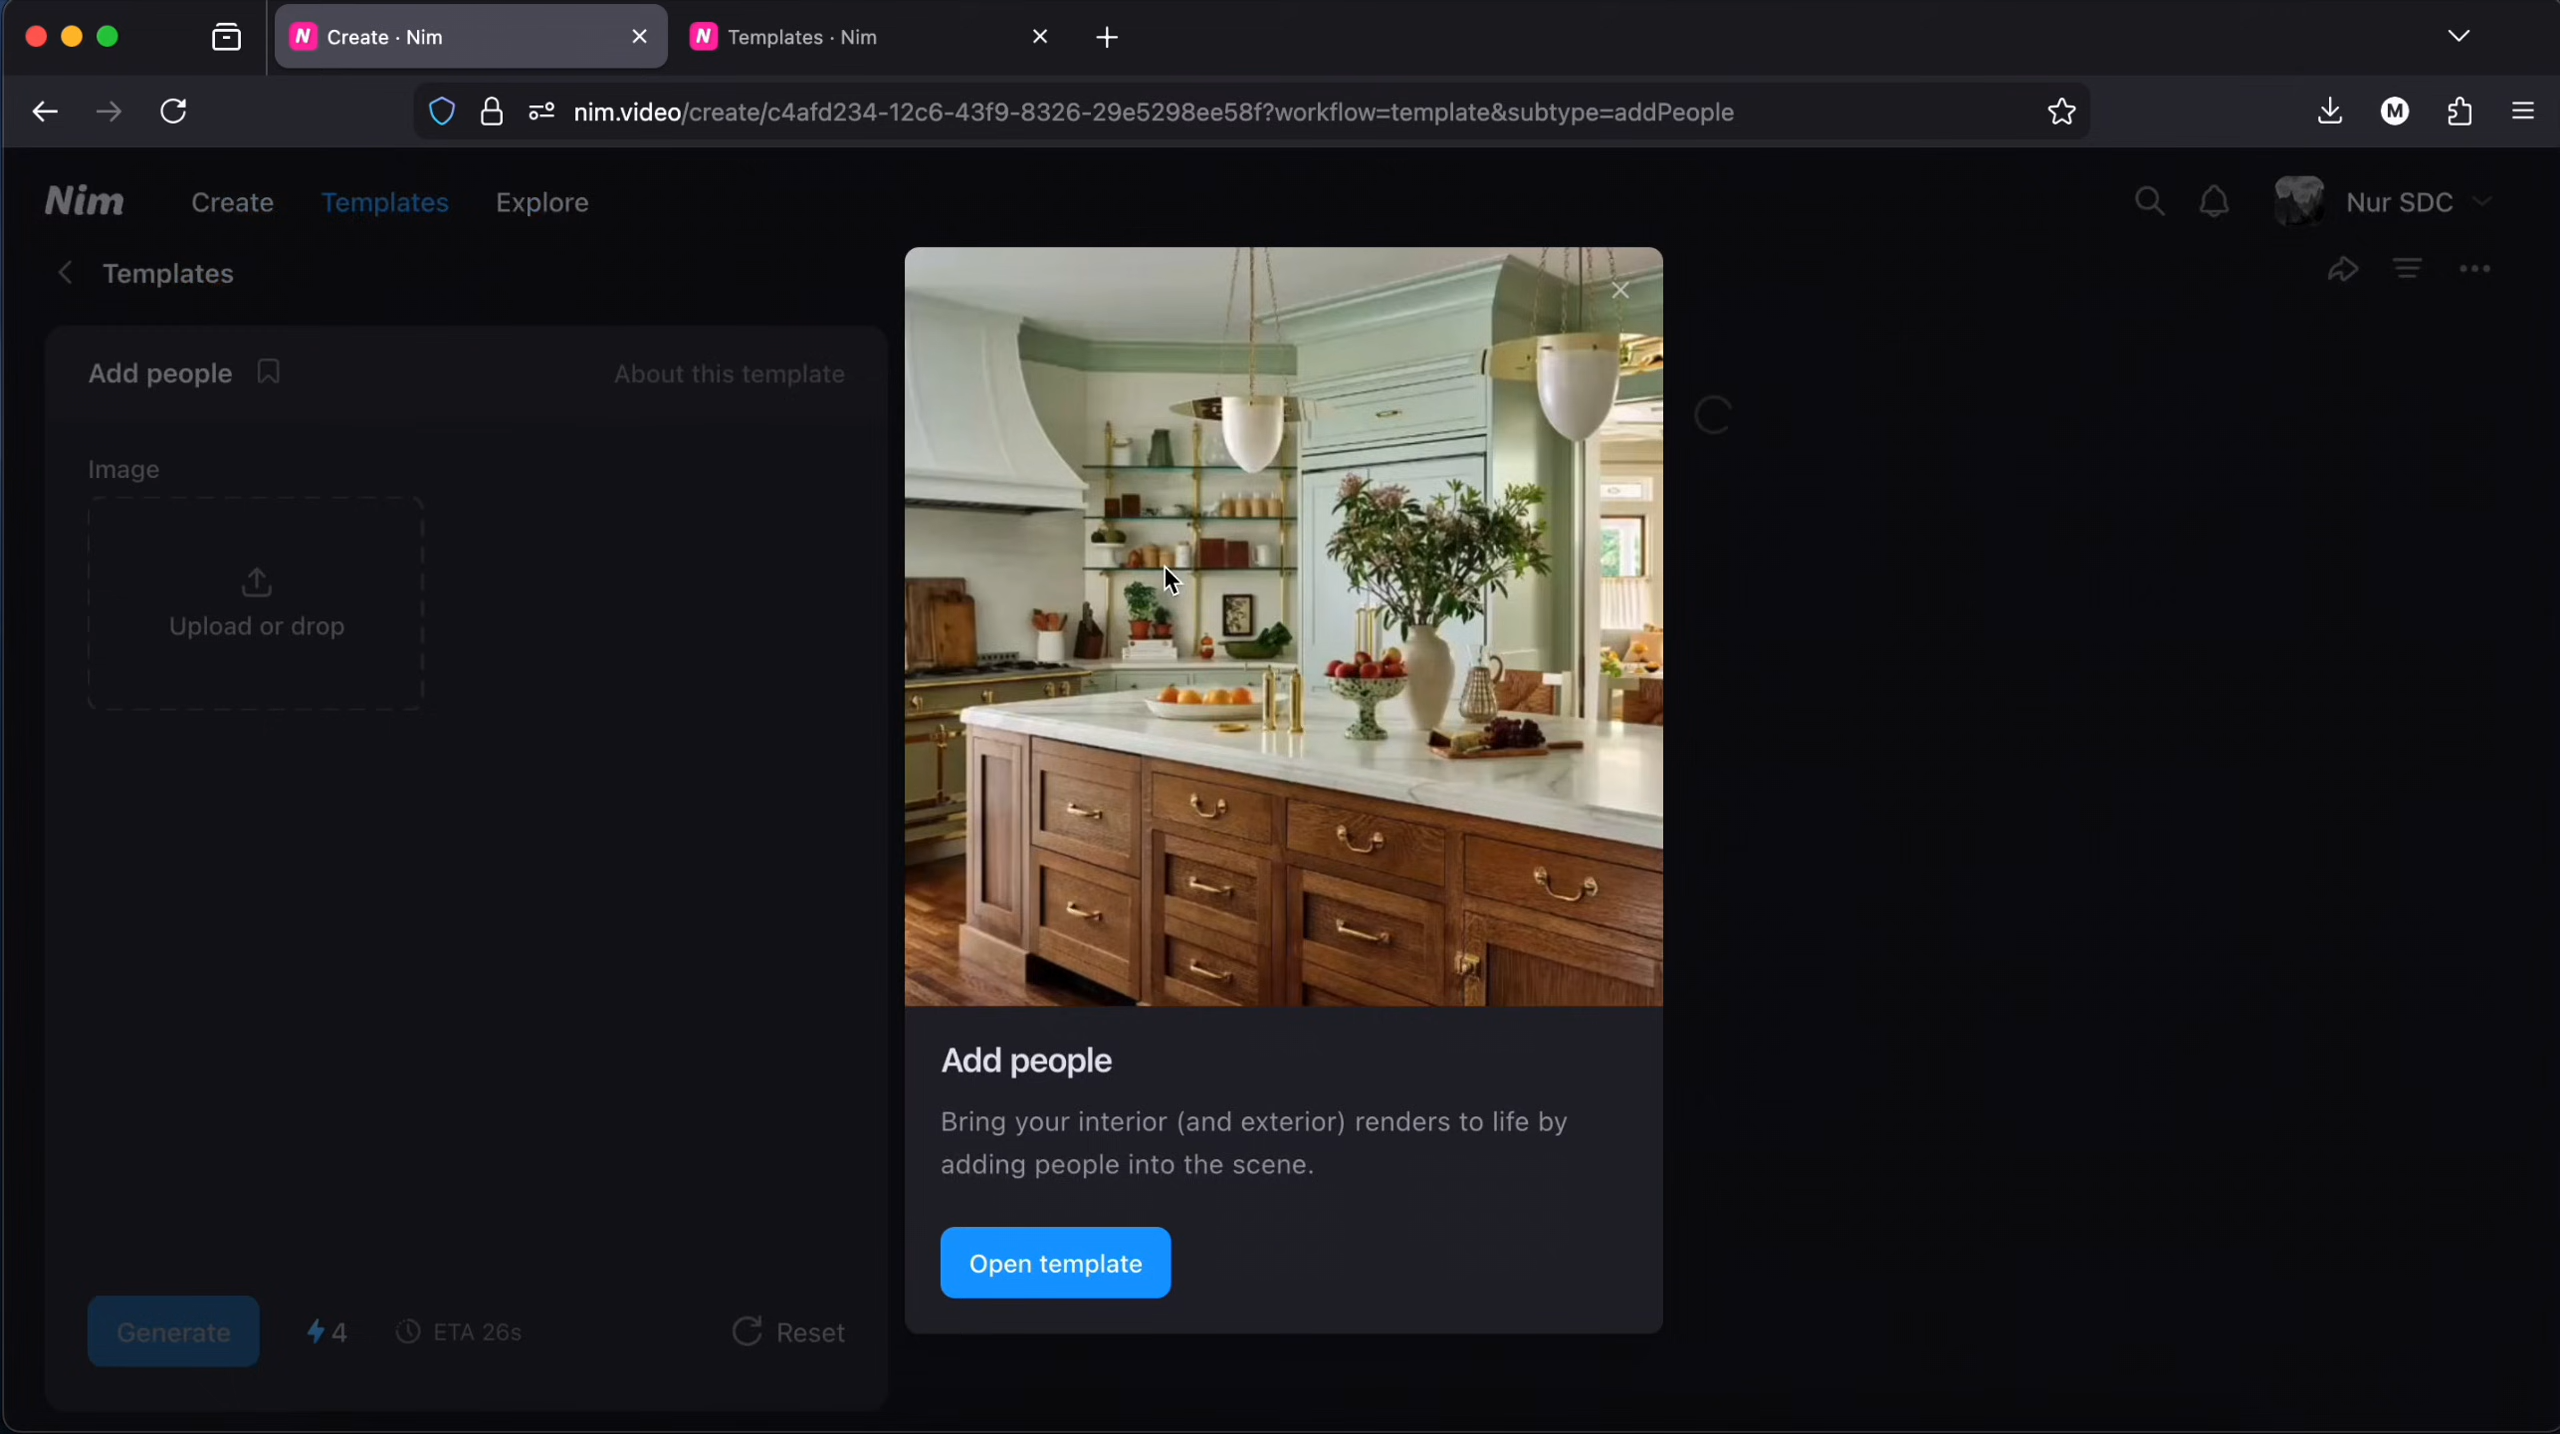 Create · Nim
Templates · Nim
nim.video/create/c4afd234-12c6-43f9-8326-29e5298ee58f?workflow=template&subtype=addPeople
M
Nim
Create
Templates
Explore
Nur SDC
Templates
Add people
About this template
Image
Upload or drop
Add people
Bring your interior (and exterior) renders to life by
adding people into the scene.
Open template
Generate
4
ETA 26s
Reset